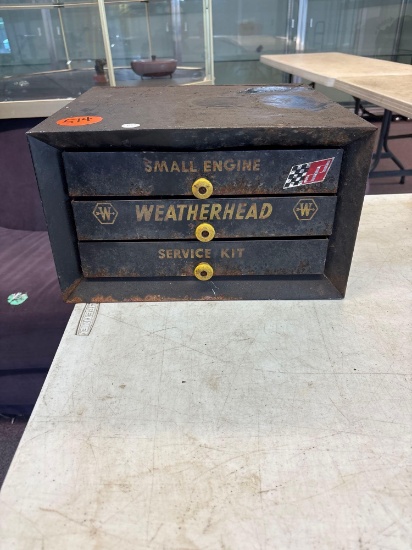 SMALL ENGINE
W WEATHERHEAD W
SERVICE KIT